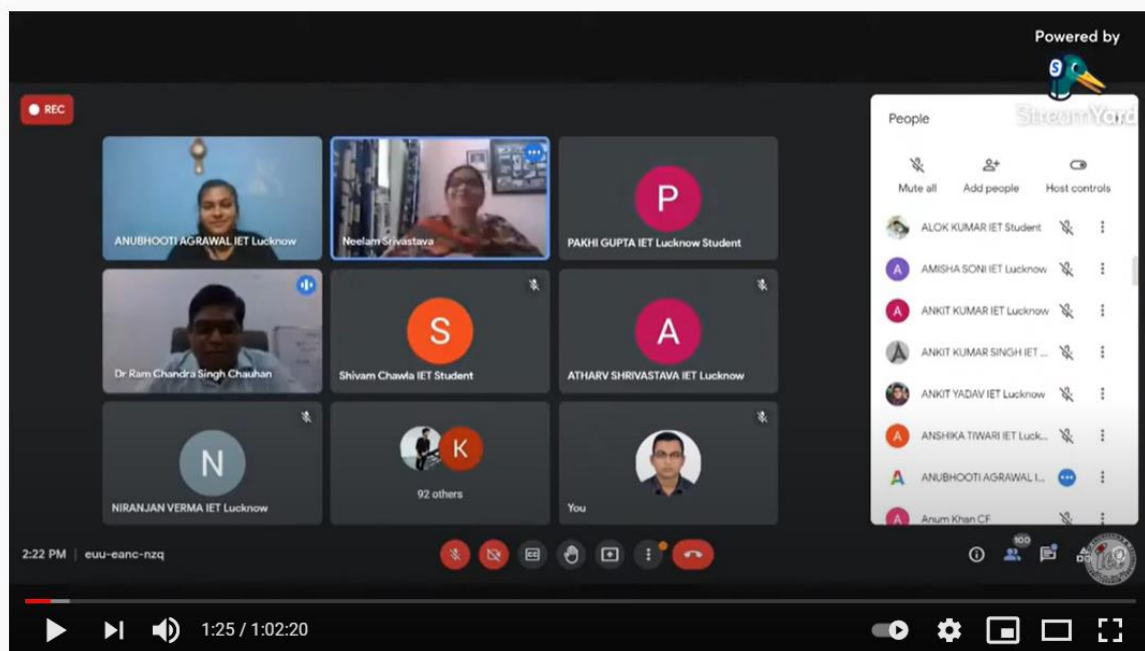 Powered by
S
StreamYard
REC
People
Mute all
Add people
Host controls
ANUBHOOTI AGRAWAL IET Lucknow
Neelam Srivastava
P
PAKHI GUPTA IET Lucknow Student
Dr Ram Chandra Singh Chauhan
S
Shivam Chawla IET Student
A
ATHARV SHRIVASTAVA IET Lucknow
N
NIRANJAN VERMA IET Lucknow
K
92 others
You
ALOK KUMAR IET Student
A
AMISHA SONI IET Lucknow
A
ANKIT KUMAR IET Lucknow
ANKIT KUMAR SINGH IET ...
ANKIT YADAV IET Lucknow
A
ANSHIKA TIWARI IET Luck...
A
ANUBHOOTI AGRAWAL I...
A
Anum Khan CF
2:22 PM | euu-eanc-nzq
CC
100
1:25 / 1:02:20